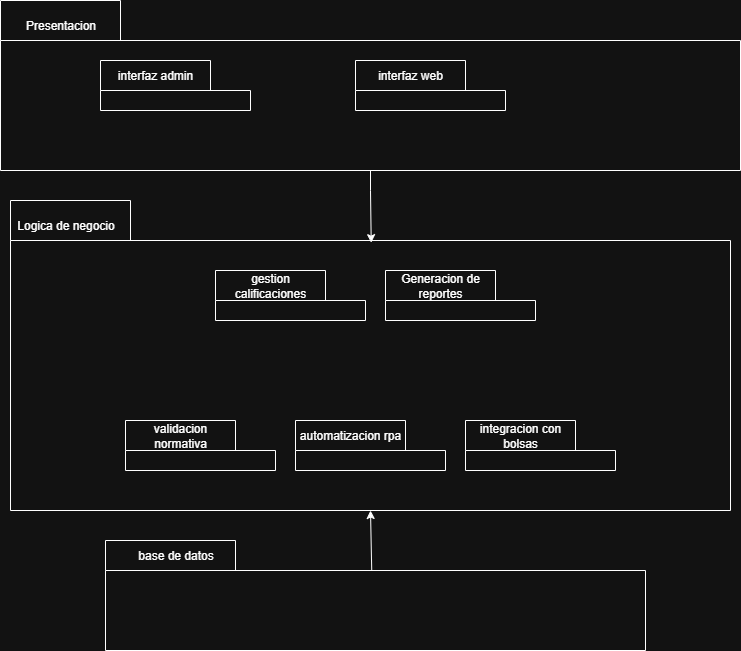 Presentacion
interfaz admin
interfaz web
Logica de negocio
gestion
calificaciones
Generacion de
reportes
validacion
normativa
automatizacion rpa
integracion con
bolsas
base de datos